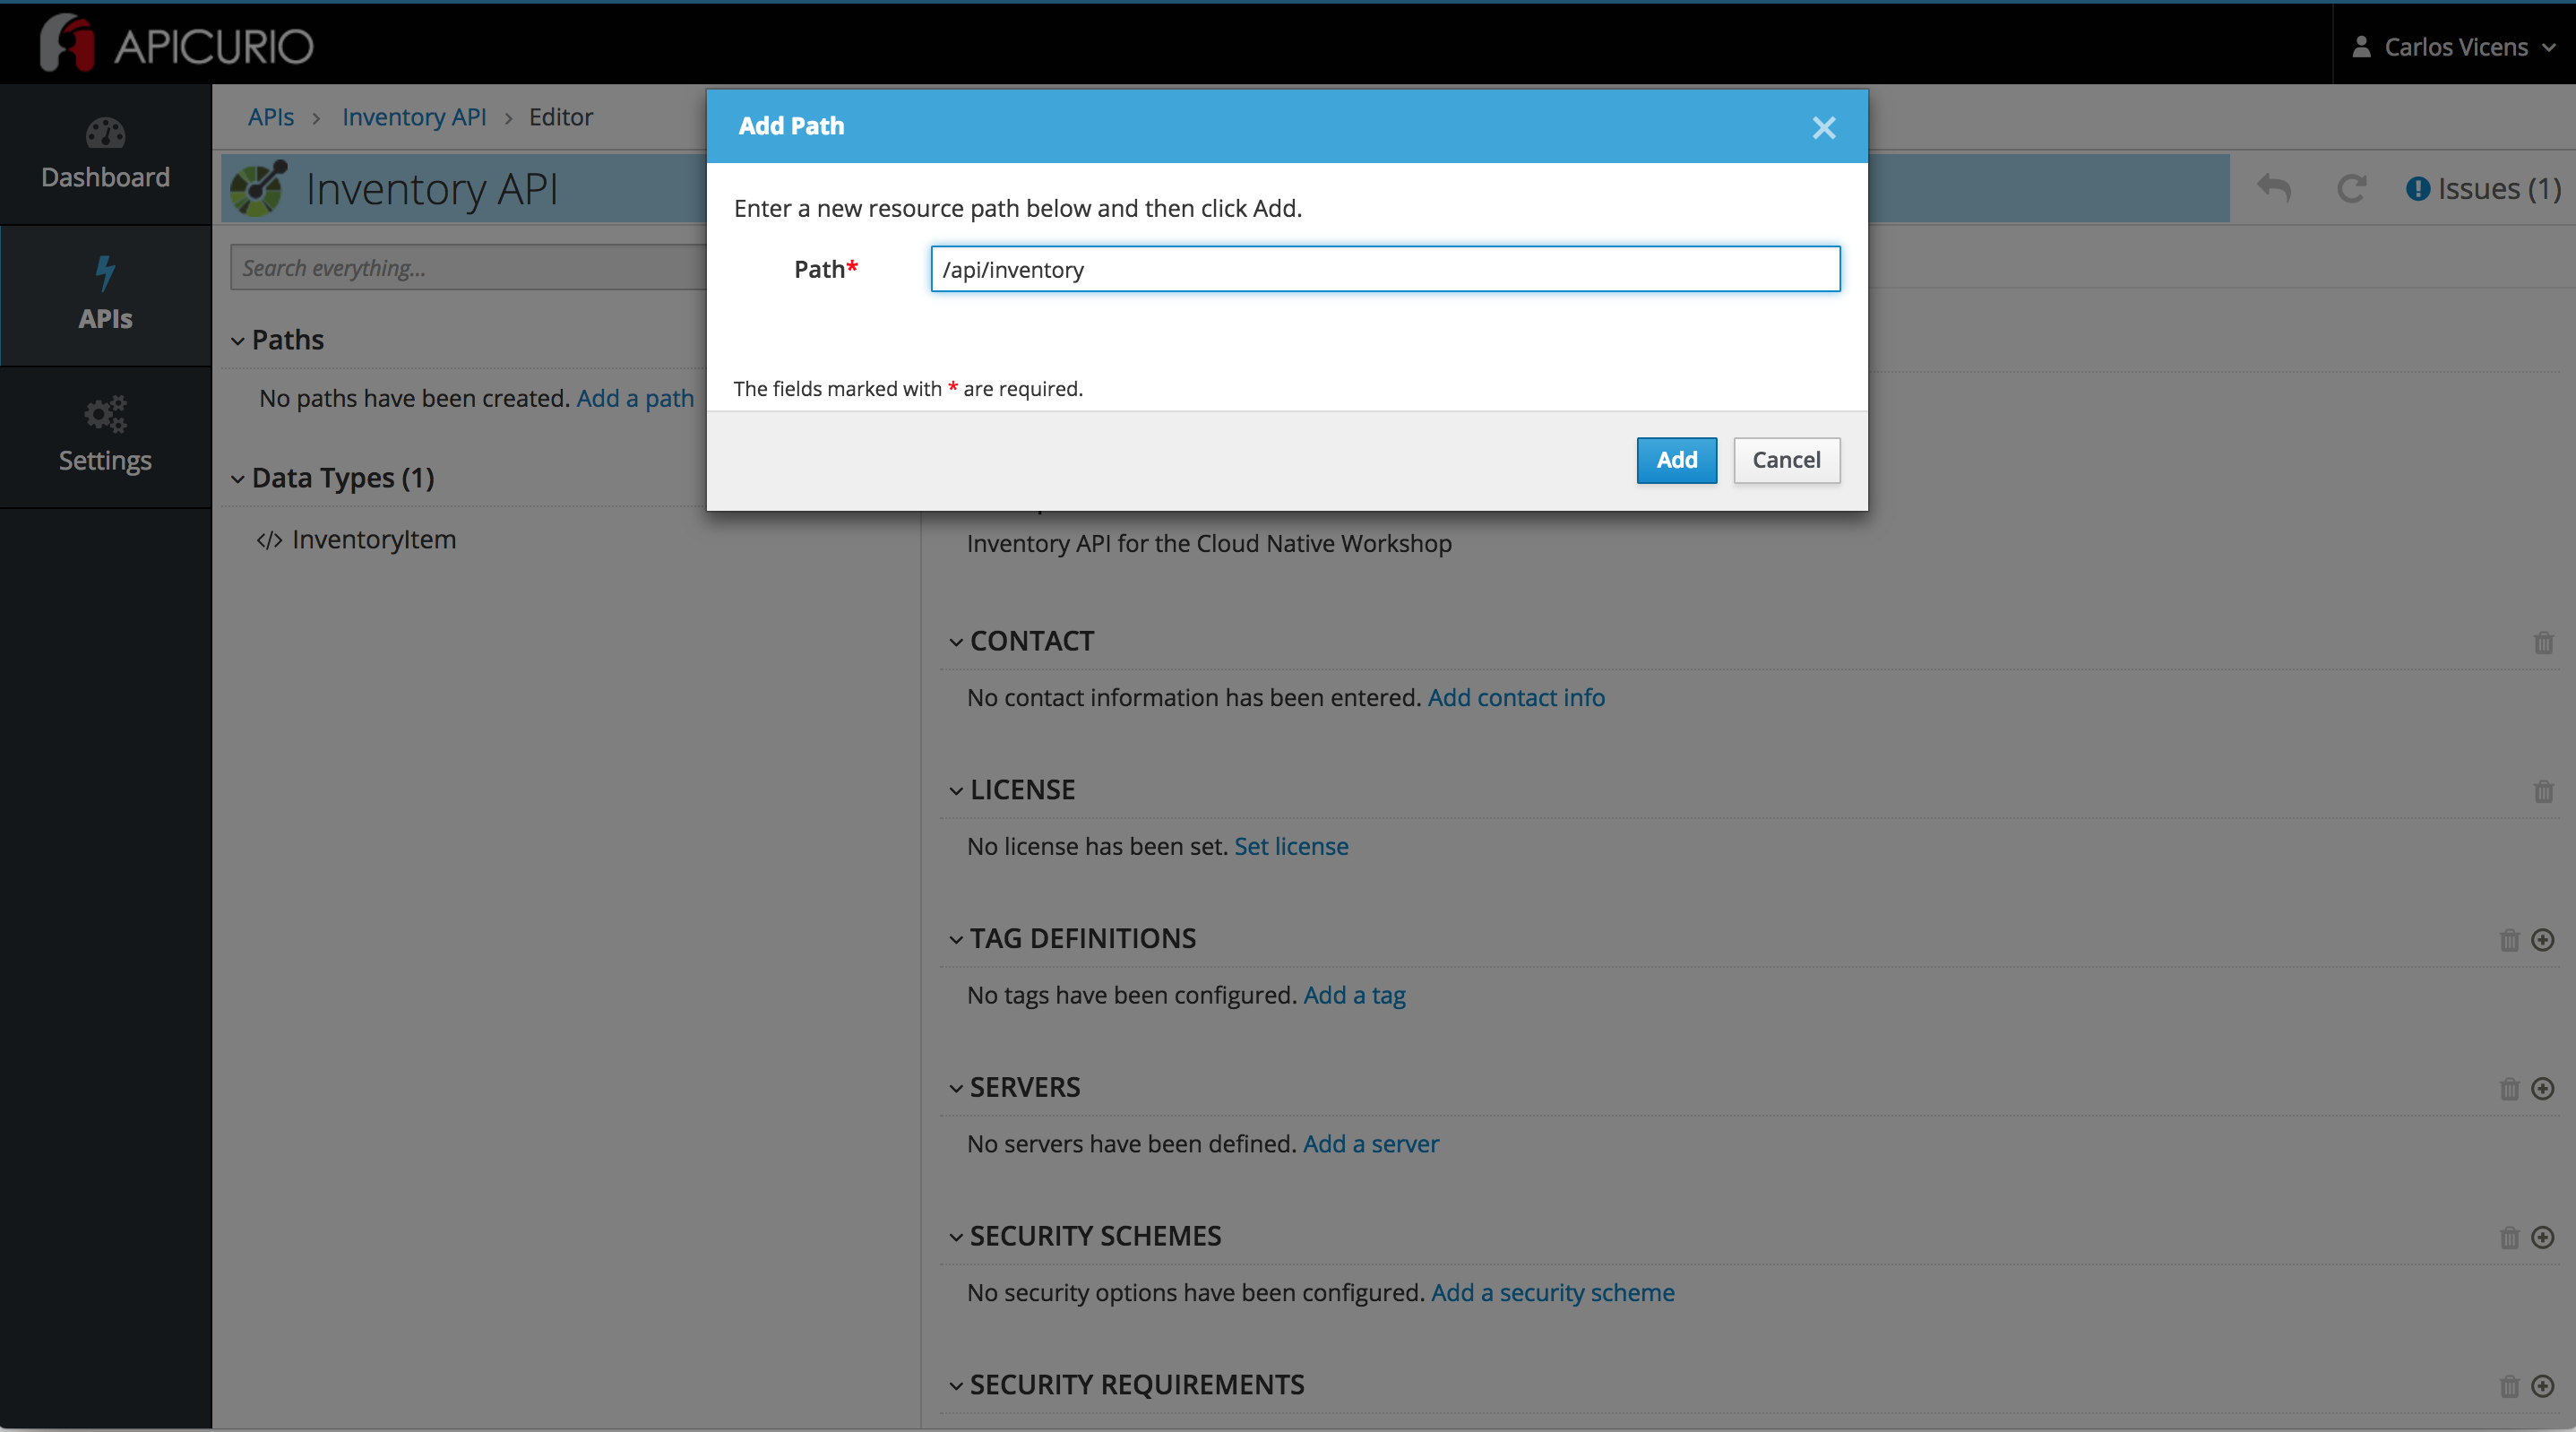 APICURIO
Carlos Vicens
Dashboard
APIs
Settings
APIs > Inventory API > Editor
Inventory API
Issues (1)
Search everything...
Paths
No paths have been created. Add a path
Data Types (1)
</> InventoryItem
Add Path
Enter a new resource path below and then click Add.
Path* /api/inventory
The fields marked with * are required.
Add Cancel
Inventory API for the Cloud Native Workshop
CONTACT
No contact information has been entered. Add contact info
LICENSE
No license has been set. Set license
TAG DEFINITIONS
No tags have been configured. Add a tag
SERVERS
No servers have been defined. Add a server
SECURITY SCHEMES
No security options have been configured. Add a security scheme
SECURITY REQUIREMENTS